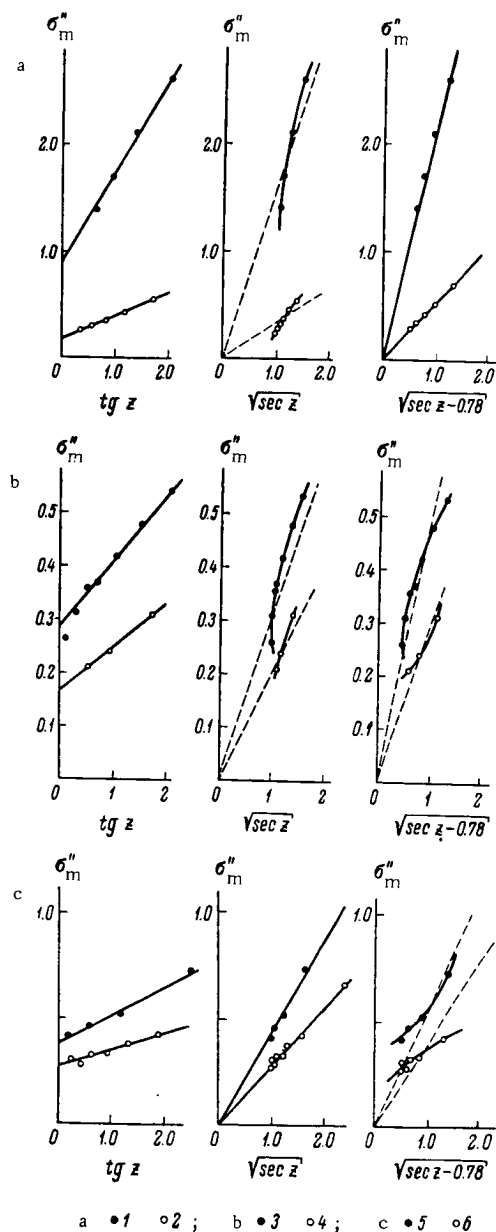 σ″m σ″m σ″m
a
2.0 2.0 2.0
1.0 1.0 1.0
0 1.0 2.0 0 1.0 2.0 0 1.0 2.0
tg z √sec z √sec z-0.78
σ″m σ″m σ″m
b
0.5 0.5 0.5
0.4 0.4 0.4
0.3 0.3 0.3
0.2 0.2 0.2
0.1 0.1 0.1
0 1 2 0 1 2 0 1 2
tg z √sec z √sec z-0.78
σ″m σ″m σ″m
c
1.0 1.0 1.0
0 1.0 2.0 0 1.0 2.0 0 1.0 2.0
tg z √sec z √sec z-0.78
a ●1 ○2 ; b ●3 ○4 ; c ●5 ○6